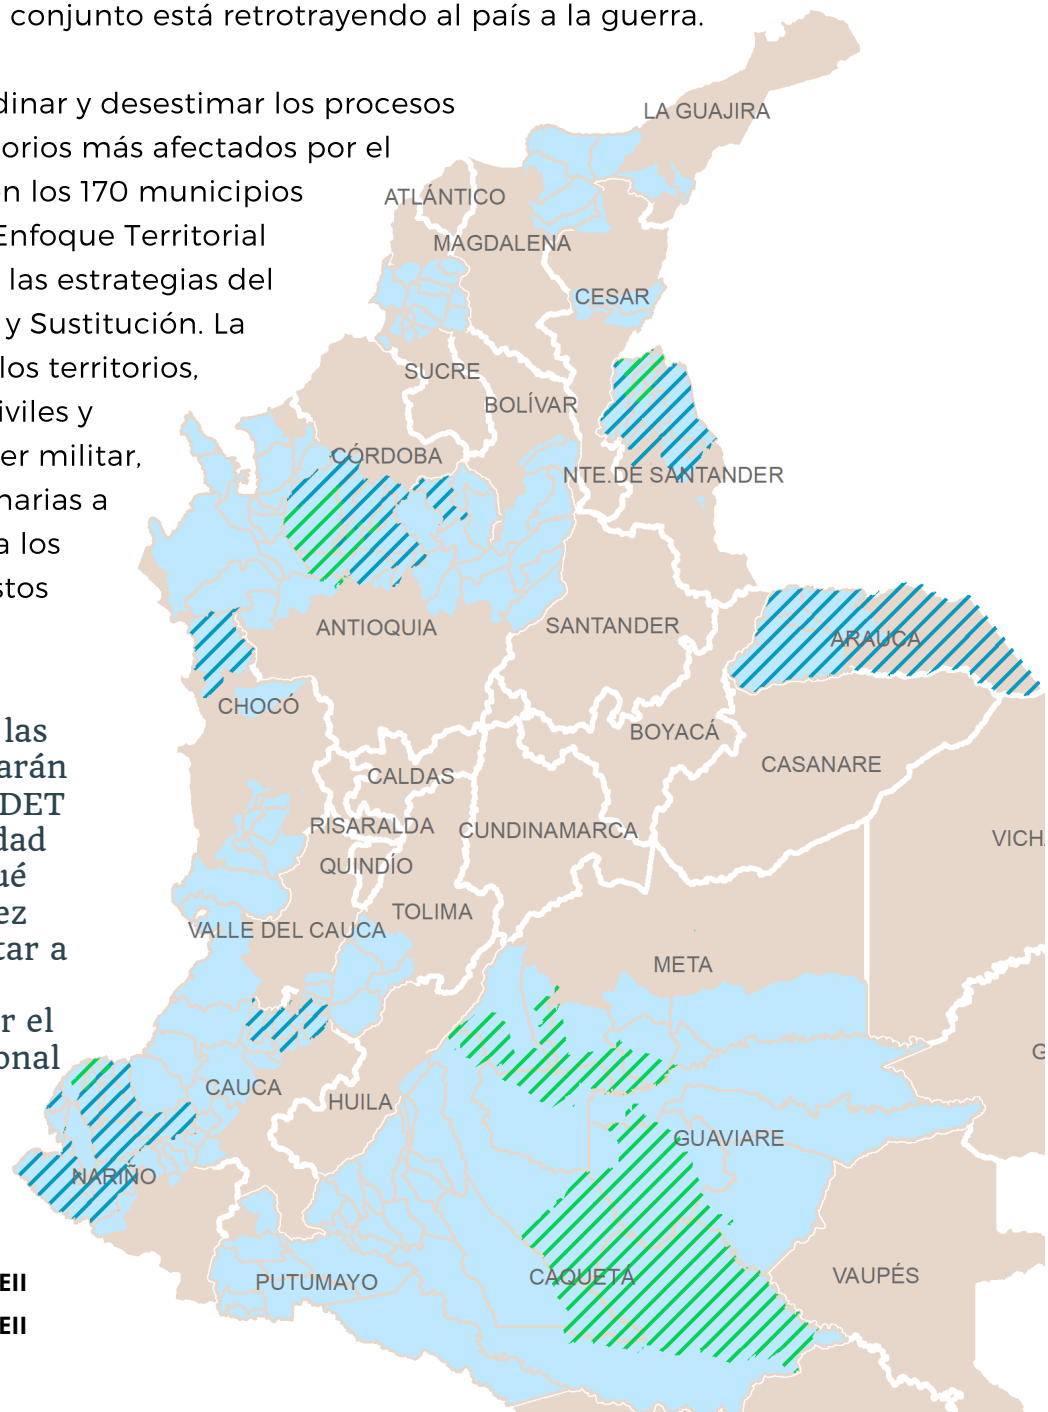 conjunto está retrotrayendo al país a la guerra.
dinar y desestimar los procesos
orios más afectados por el
n los 170 municipios
Enfoque Territorial
las estrategias del
y Sustitución. La
los territorios,
iviles y
er militar,
narias a
a los
stos
las
arán
DET
dad
ué
ez
tar a
r el
onal
EII
EII
LA GUAJIRA
ATLÁNTICO
MAGDALENA
CESAR
SUCRE
BOLÍVAR
CÓRDOBA
NTE.DE SANTANDER
ANTIOQUIA
SANTANDER
ARAUCA
CHOCÓ
BOYACÁ
CASANARE
CALDAS
RISARALDA
CUNDINAMARCA
VICHA
QUINDÍO
TOLIMA
VALLE DEL CAUCA
META
G
CAUCA
HUILA
GUAVIARE
NARIÑO
PUTUMAYO
CAQUETÁ
VAUPÉS